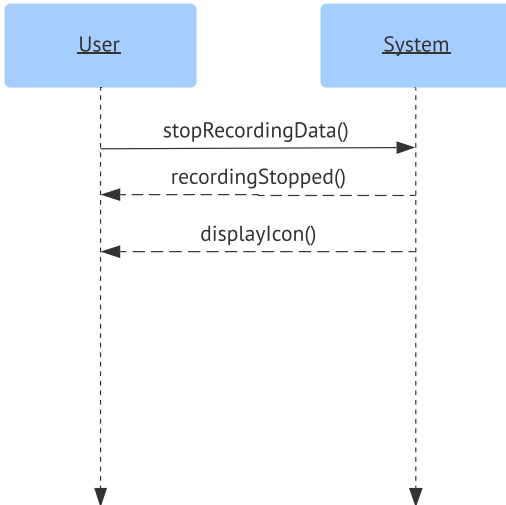 User
System
stopRecordingData()
recordingStopped()
displayIcon()